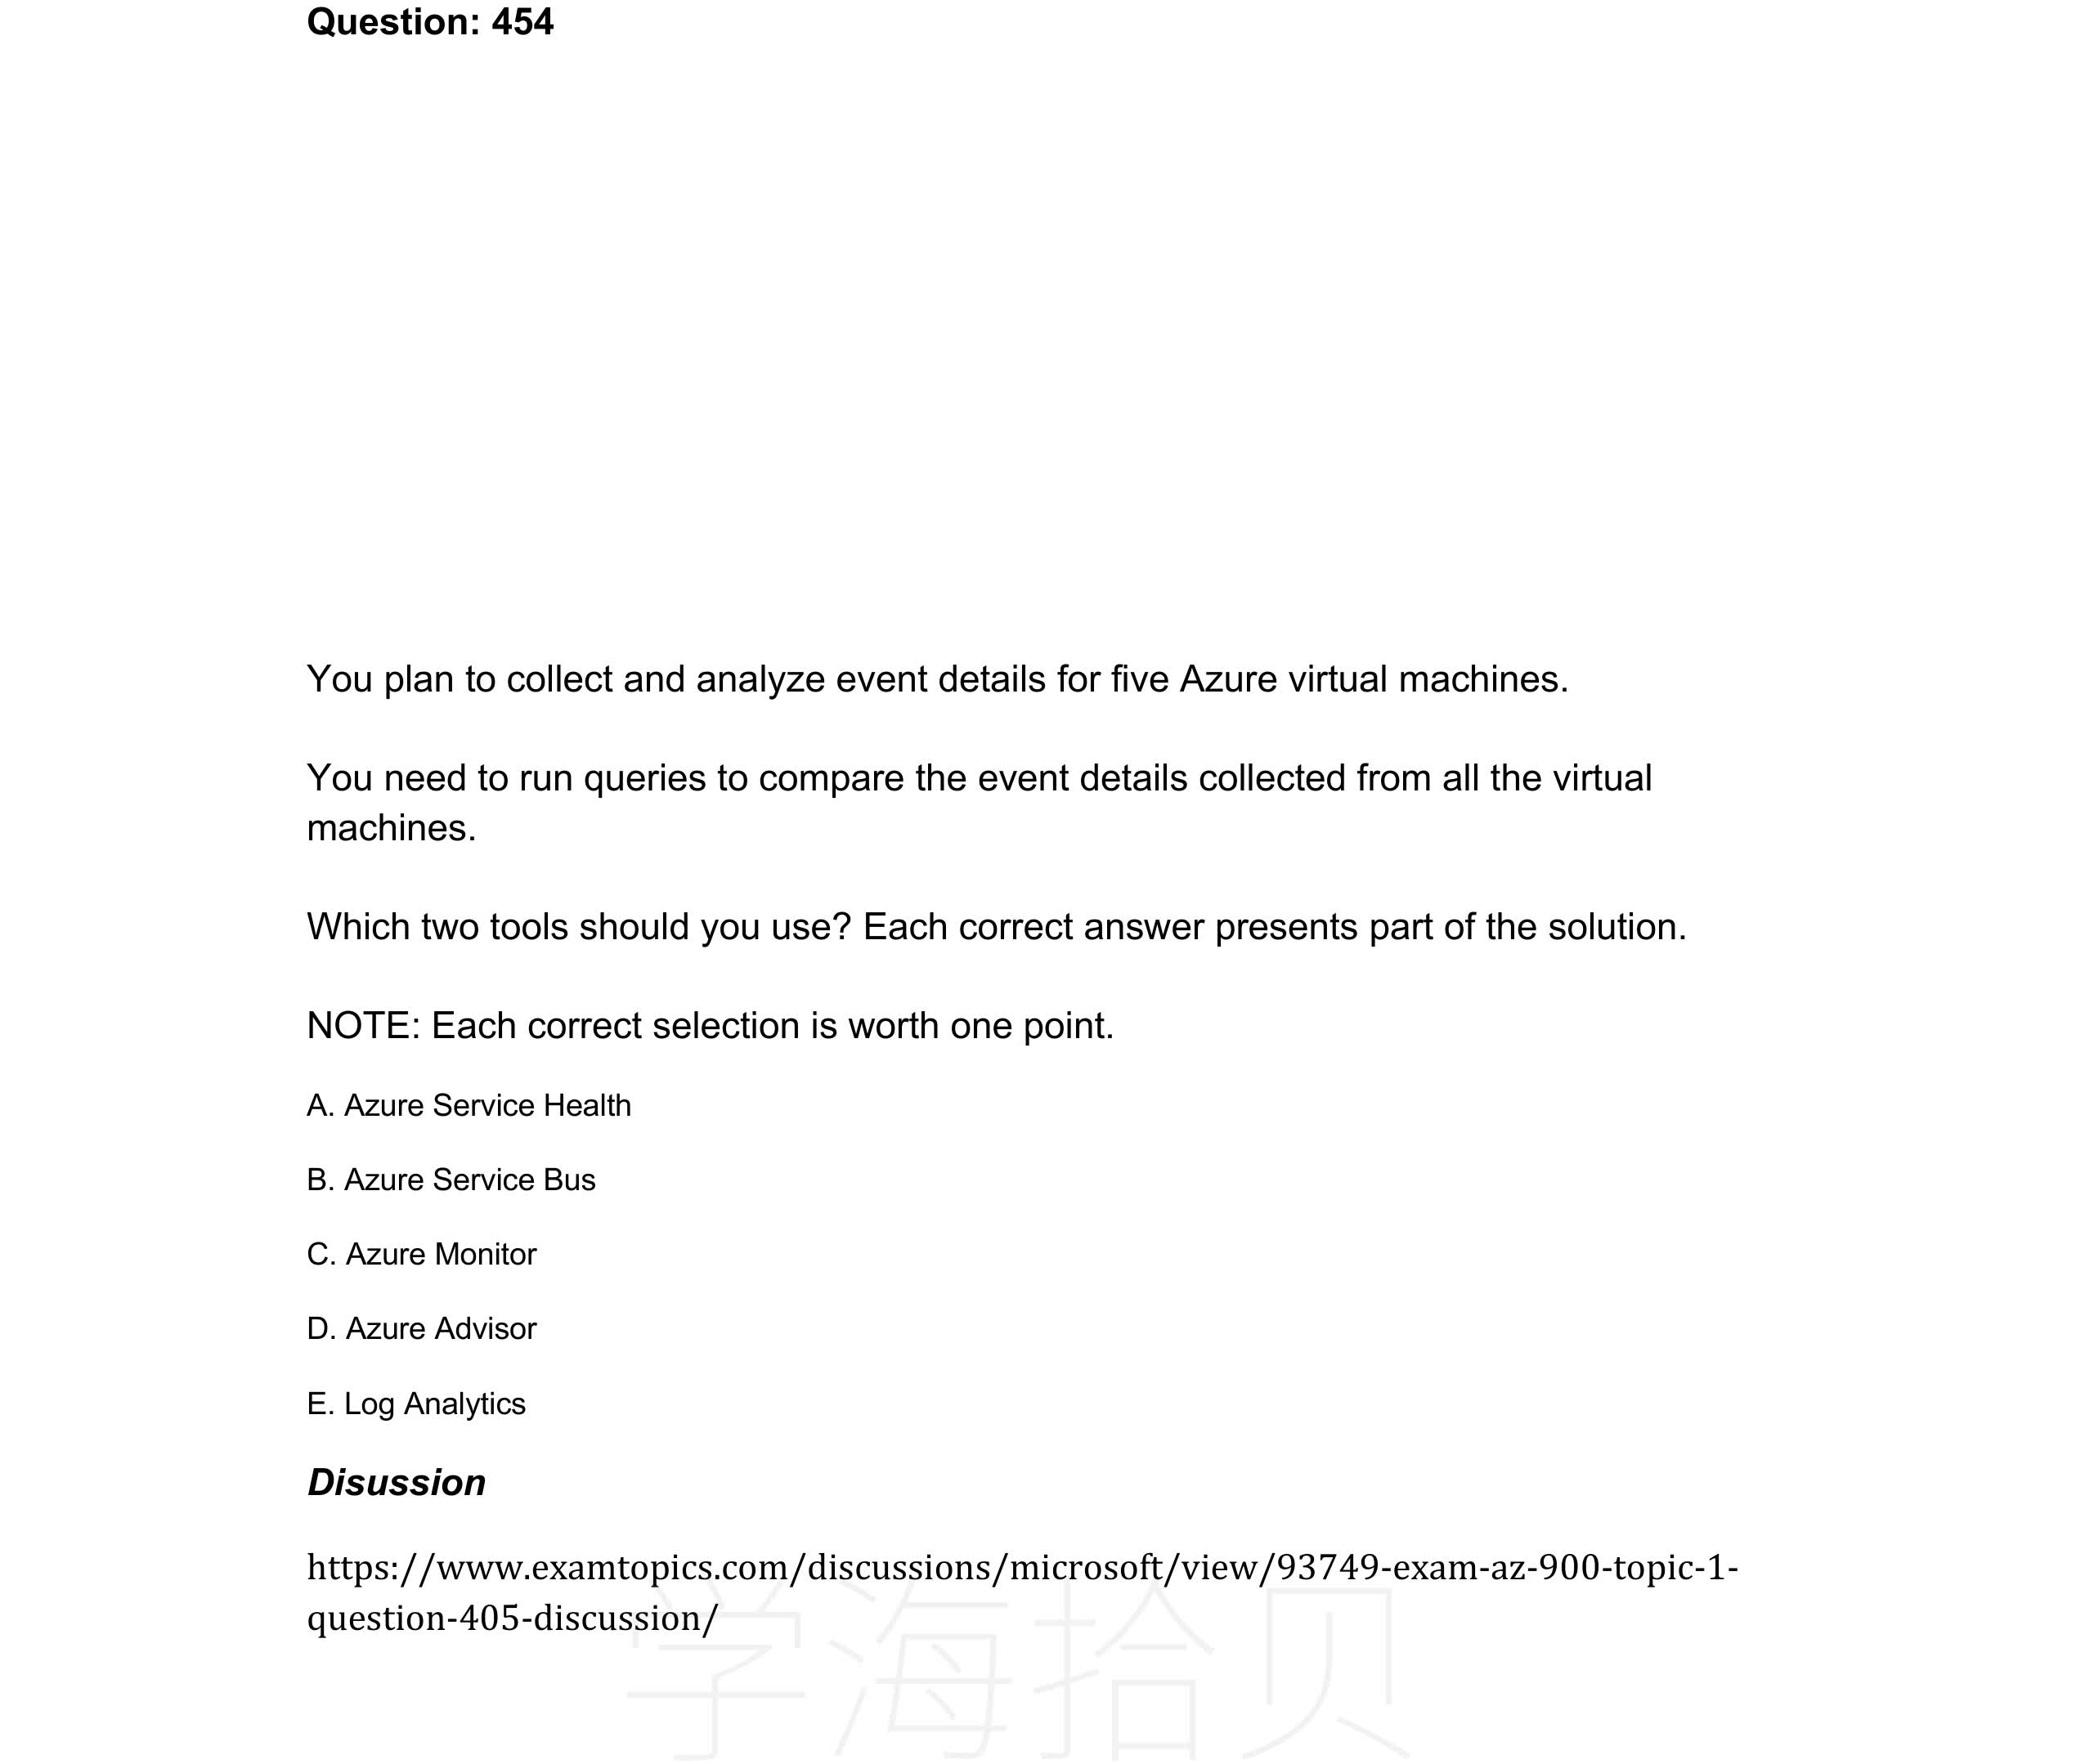 Question: 454
You plan to collect and analyze event details for five Azure virtual machines.
You need to run queries to compare the event details collected from all the virtual
machines.
Which two tools should you use? Each correct answer presents part of the solution.
NOTE: Each correct selection is worth one point.
A. Azure Service Health
B. Azure Service Bus
C. Azure Monitor
D. Azure Advisor
E. Log Analytics
Disussion
https://www.examtopics.com/discussions/microsoft/view/93749-exam-az-900-topic-1-
question-405-discussion/
学海拾贝